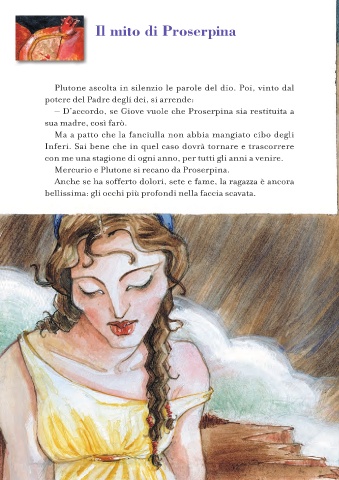 Il mito di Proserpina
Plutone ascolta in silenzio le parole del dio. Poi, vinto dal
potere del Padre degli dei, si arrende:
– D'accordo, se Giove vuole che Proserpina sia restituita a
sua madre, così farò.
Ma a patto che la fanciulla non abbia mangiato cibo degli
Inferi. Sai bene che in quel caso dovrà tornare e trascorrere
con me una stagione di ogni anno, per tutti gli anni a venire.
Mercurio e Plutone si recano da Proserpina.
Anche se ha sofferto dolori, sete e fame, la ragazza è ancora
bellissima: gli occhi più profondi nella faccia scavata.